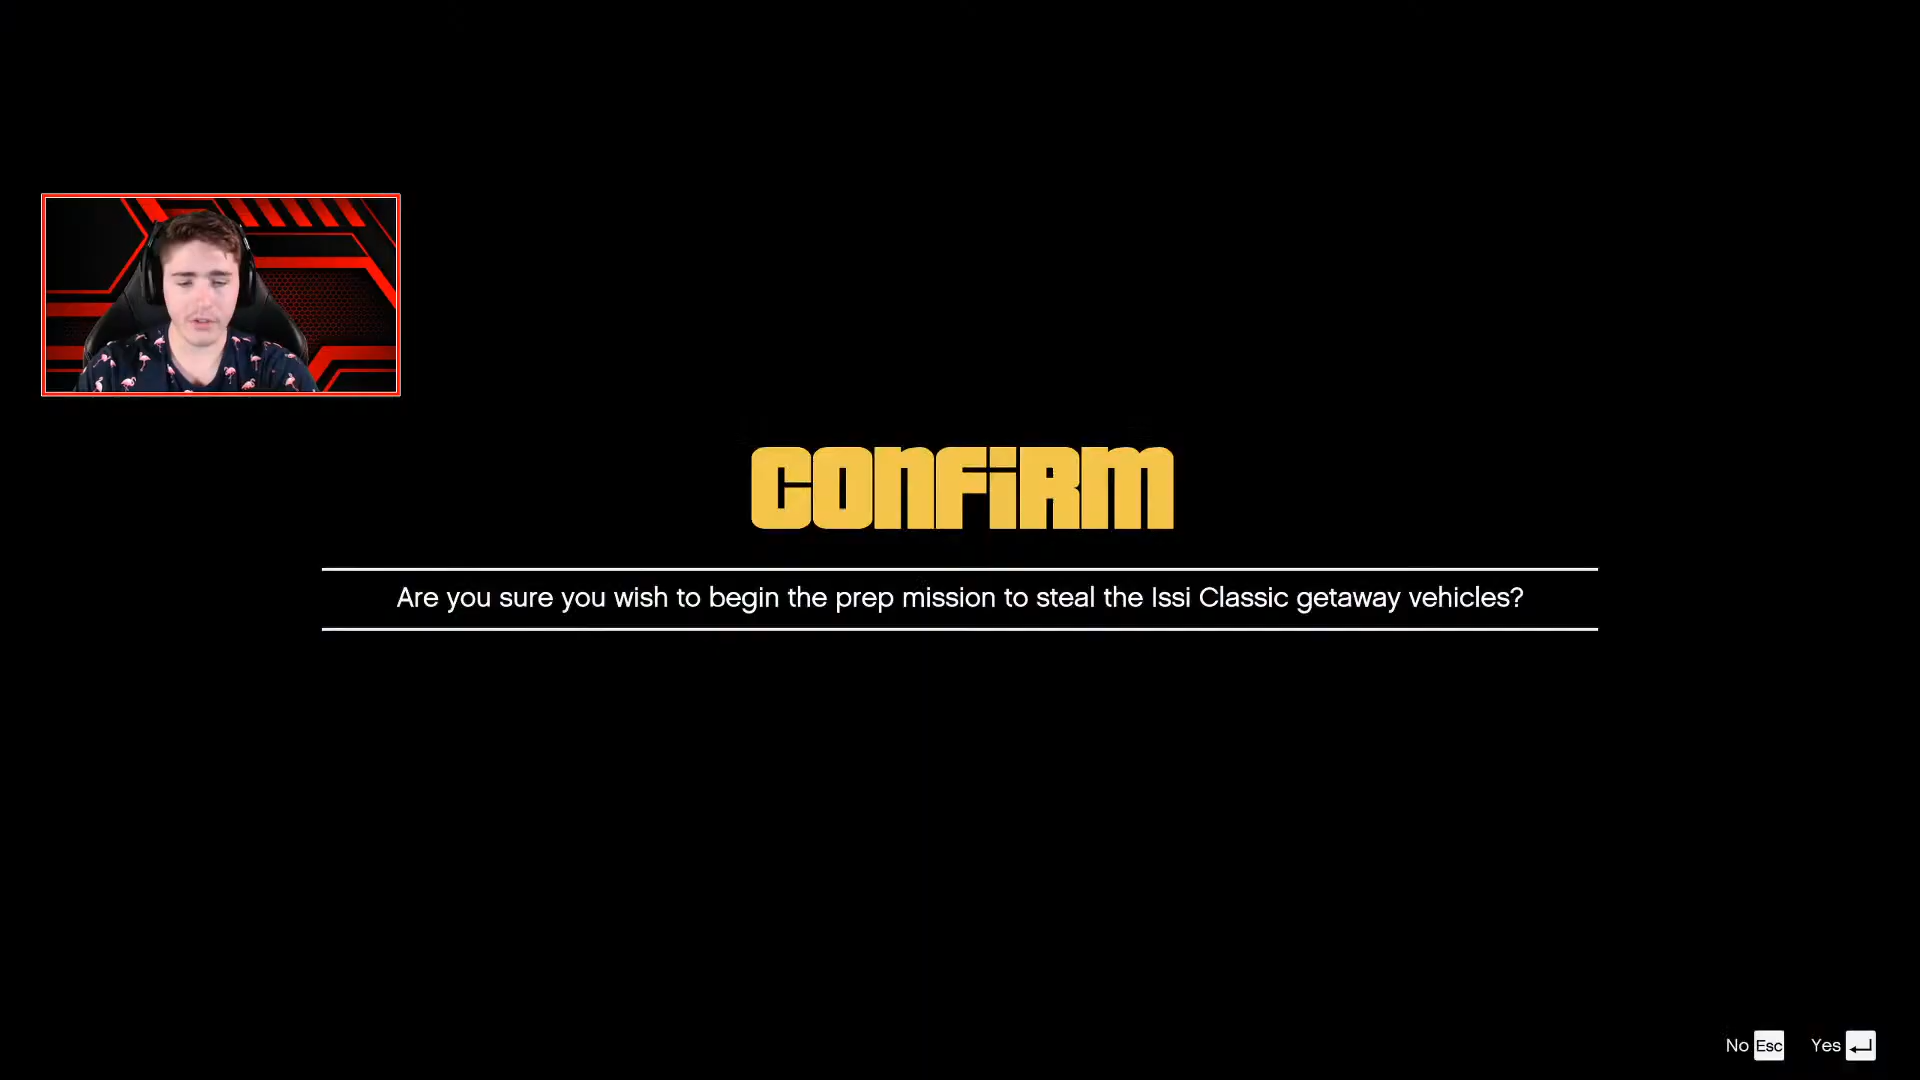 CONFIRM
Are you sure you wish to begin the prep mission to steal the Issi Classic getaway vehicles?
No Esc Yes